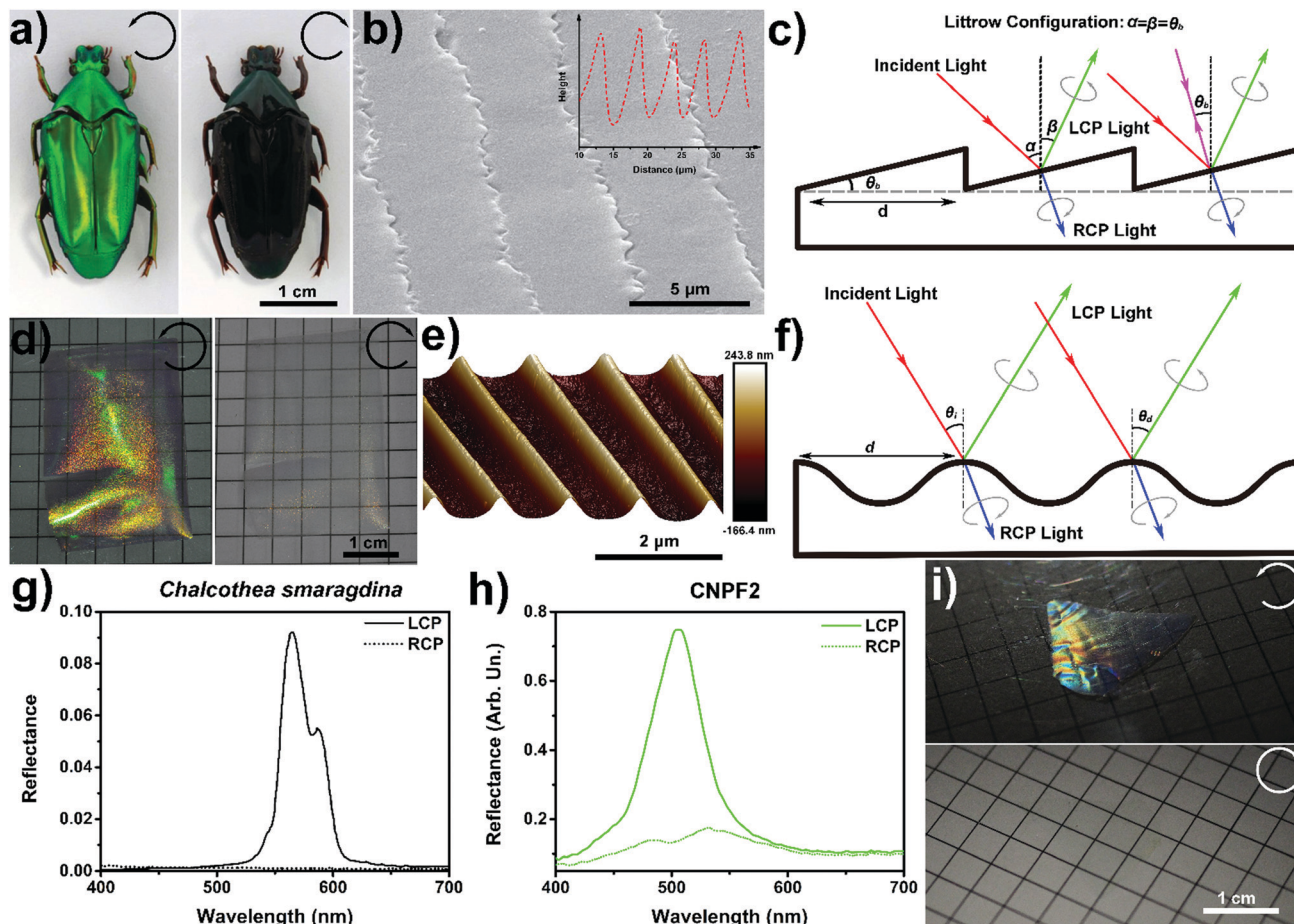 a)
1 cm
b)
Height
10 15 20 25 30 35
Distance (µm)
5 µm
c)
Littrow Configuration: α=β=θb
Incident Light
LCP Light
α
β
θb
θb
d
RCP Light
d)
1 cm
e)
243.8 nm
-166.4 nm
2 µm
f)
Incident Light
LCP Light
θi
θd
d
RCP Light
g)
Chalcothea smaragdina
LCP
RCP
Reflectance
0.10
0.08
0.06
0.04
0.02
0.00
400 500 600 700
Wavelength (nm)
h)
CNPF2
LCP
RCP
Reflectance (Arb. Un.)
0.8
0.6
0.4
0.2
0.0
400 500 600 700
Wavelength (nm)
i)
1 cm